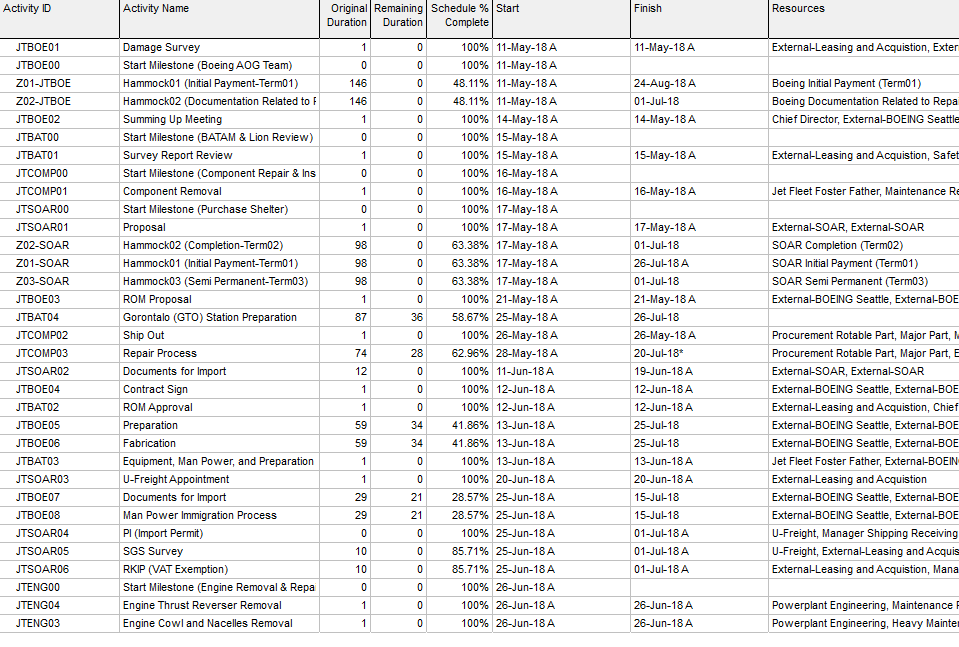 Activity ID Activity Name Original Duration Remaining Duration Schedule % Complete Start Finish Resources
JTBOE01 Damage Survey 1 0 100% 11-May-18 A 11-May-18 A External-Leasing and Acquistion, Exter
JTBOE00 Start Milestone (Boeing AOG Team) 0 0 100% 11-May-18 A
Z01-JTBOE Hammock01 (Initial Payment-Term01) 146 0 48.11% 11-May-18 A 24-Aug-18 A Boeing Initial Payment (Term01)
Z02-JTBOE Hammock02 (Documentation Related to F 146 0 48.11% 11-May-18 A 01-Jul-18 Boeing Documentation Related to Repa
JTBOE02 Summing Up Meeting 1 0 100% 14-May-18 A 14-May-18 A Chief Director, External-BOEING Seattle
JTBAT00 Start Milestone (BATAM & Lion Review) 0 0 100% 15-May-18 A
JTBAT01 Survey Report Review 1 0 100% 15-May-18 A 15-May-18 A External-Leasing and Acquistion, Safet
JTCOMP00 Start Milestone (Component Repair & Ins 0 0 100% 16-May-18 A
JTCOMP01 Component Removal 1 0 100% 16-May-18 A 16-May-18 A Jet Fleet Foster Father, Maintenance Re
JTSOAR00 Start Milestone (Purchase Shelter) 0 0 100% 17-May-18 A
JTSOAR01 Proposal 1 0 100% 17-May-18 A 17-May-18 A External-SOAR, External-SOAR
Z02-SOAR Hammock02 (Completion-Term02) 98 0 63.38% 17-May-18 A 01-Jul-18 SOAR Completion (Term02)
Z01-SOAR Hammock01 (Initial Payment-Term01) 98 0 63.38% 17-May-18 A 26-Jul-18 A SOAR Initial Payment (Term01)
Z03-SOAR Hammock03 (Semi Permanent-Term03) 98 0 63.38% 17-May-18 A 01-Jul-18 SOAR Semi Permanent (Term03)
JTBOE03 ROM Proposal 1 0 100% 21-May-18 A 21-May-18 A External-BOEING Seattle, External-BOE
JTBAT04 Gorontalo (GTO) Station Preparation 87 36 58.67% 25-May-18 A 26-Jul-18
JTCOMP02 Ship Out 1 0 100% 26-May-18 A 26-May-18 A Procurement Rotable Part, Major Part, M
JTCOMP03 Repair Process 74 28 62.96% 28-May-18 A 20-Jul-18* Procurement Rotable Part, Major Part, E
JTSOAR02 Documents for Import 12 0 100% 11-Jun-18 A 19-Jun-18 A External-SOAR, External-SOAR
JTBOE04 Contract Sign 1 0 100% 12-Jun-18 A 12-Jun-18 A External-BOEING Seattle, External-BOE
JTBAT02 ROM Approval 1 0 100% 12-Jun-18 A 12-Jun-18 A External-Leasing and Acquistion, Chief
JTBOE05 Preparation 59 34 41.86% 13-Jun-18 A 25-Jul-18 External-BOEING Seattle, External-BOE
JTBOE06 Fabrication 59 34 41.86% 13-Jun-18 A 25-Jul-18 External-BOEING Seattle, External-BOE
JTBAT03 Equipment, Man Power, and Preparation 1 0 100% 13-Jun-18 A 13-Jun-18 A Jet Fleet Foster Father, External-BOEIN
JTSOAR03 U-Freight Appointment 1 0 100% 20-Jun-18 A 20-Jun-18 A External-Leasing and Acquistion
JTBOE07 Documents for Import 29 21 28.57% 25-Jun-18 A 15-Jul-18 External-BOEING Seattle, External-BOE
JTBOE08 Man Power Immigration Process 29 21 28.57% 25-Jun-18 A 15-Jul-18 External-BOEING Seattle, External-BOE
JTSOAR04 PI (Import Permit) 0 0 100% 25-Jun-18 A 01-Jul-18 A U-Freight, Manager Shipping Receiving
JTSOAR05 SGS Survey 10 0 85.71% 25-Jun-18 A 01-Jul-18 A U-Freight, External-Leasing and Acquis
JTSOAR06 RKIP (VAT Exemption) 10 0 85.71% 25-Jun-18 A 01-Jul-18 A External-Leasing and Acquistion, Mana
JTENG00 Start Milestone (Engine Removal & Repa 0 0 100% 26-Jun-18 A
JTENG04 Engine Thrust Reverser Removal 1 0 100% 26-Jun-18 A 26-Jun-18 A Powerplant Engineering, Maintenance F
JTENG03 Engine Cowl and Nacelles Removal 1 0 100% 26-Jun-18 A 26-Jun-18 A Powerplant Engineering, Heavy Mainte